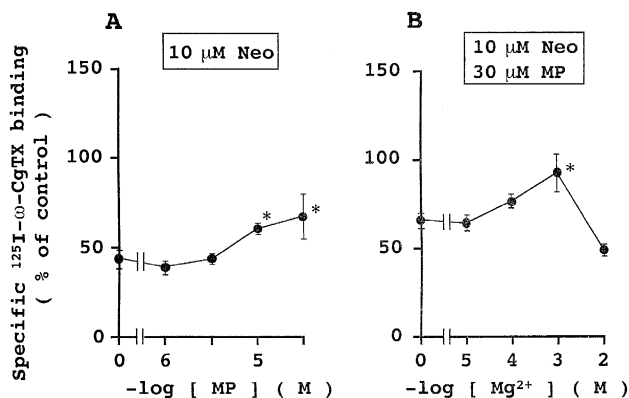 A
B
10 μM Neo
10 μM Neo
30 μM MP
Specific ¹²⁵I-ω-CgTX binding
( % of control )
150
100
50
0
0 6 5
-log [ MP ] ( M )
150
100
50
0
0 5 4 3 2
-log [ Mg²⁺ ] ( M )
*
*
*